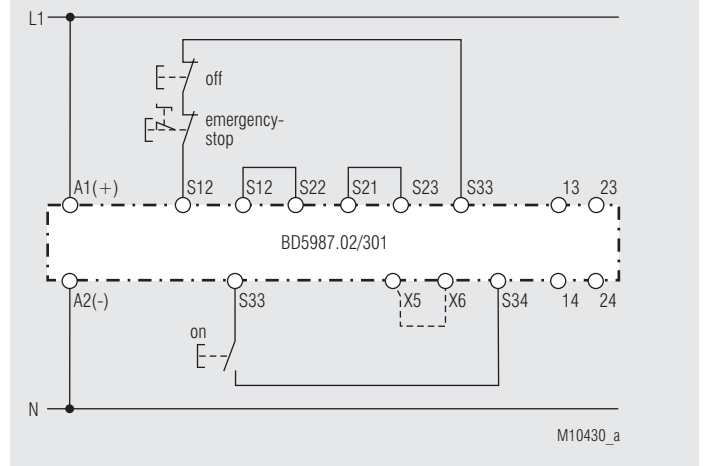 L1
off
emergency-
stop
A1(+) S12 S12 S22 S21 S23 S33 13 23
BD5987.02/301
A2(-) S33 X5 X6 S34 14 24
on
N
M10430_a